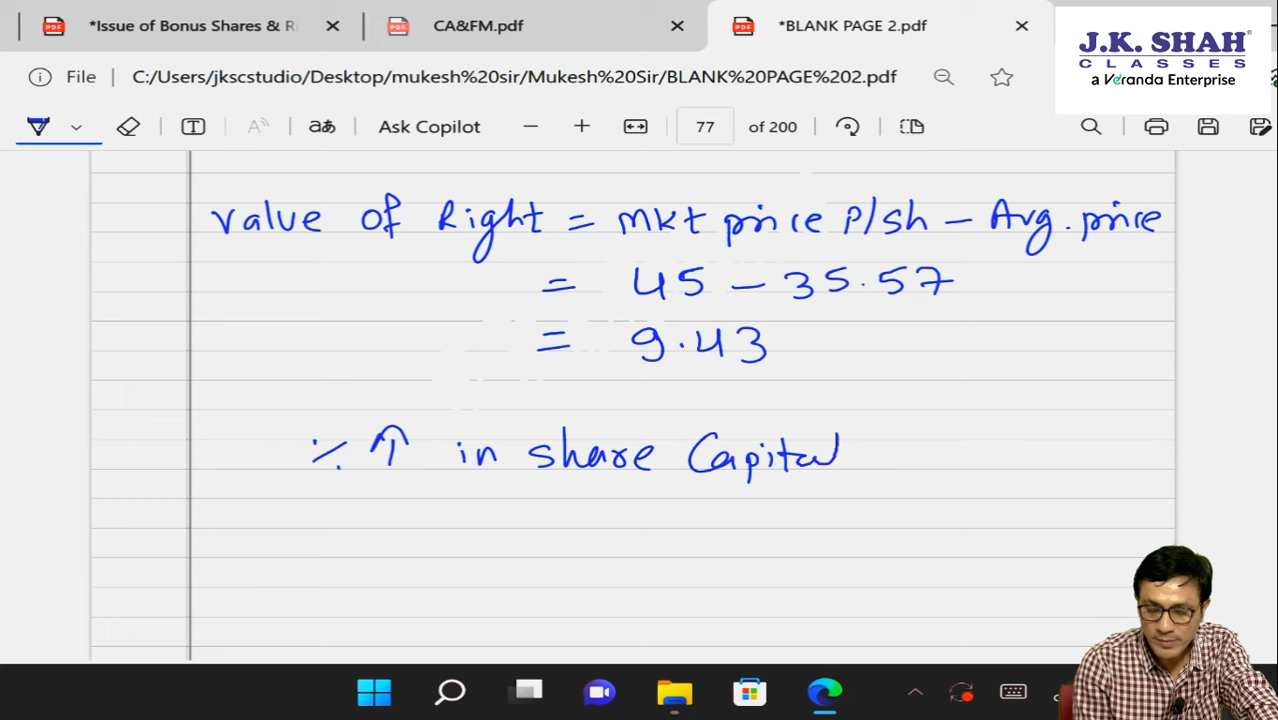 *Issue of Bonus Shares & R
CA&FM.pdf
*BLANK PAGE 2.pdf
J.K. SHAH®
CLASSES
a Veranda Enterprise
File C:/Users/jkscstudio/Desktop/mukesh%20sir/Mukesh%20Sir/BLANK%20PAGE%202.pdf
Ask Copilot 77 of 200
Value of Right = Mkt price P/sh - Avg. price
= 45 - 35.57
= 9.43
% ↑ in share Capital